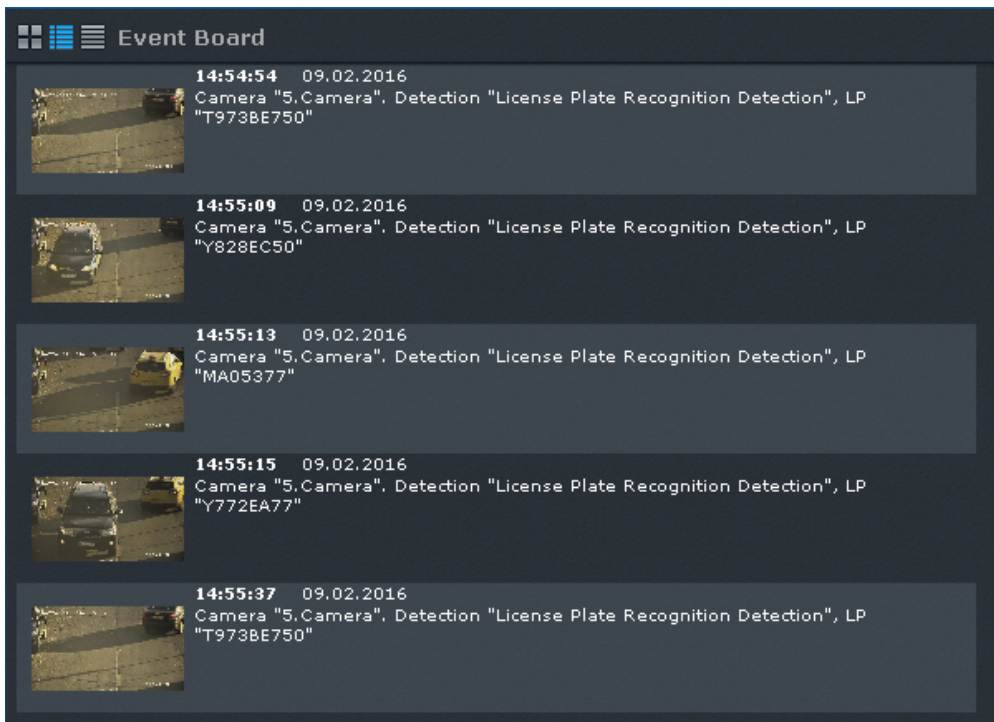 Event Board
14:54:54 09.02.2016
Camera "5.Camera". Detection "License Plate Recognition Detection", LP
"T973BE750"
14:55:09 09.02.2016
Camera "5.Camera". Detection "License Plate Recognition Detection", LP
"Y828EC50"
14:55:13 09.02.2016
Camera "5.Camera". Detection "License Plate Recognition Detection", LP
"MA05377"
14:55:15 09.02.2016
Camera "5.Camera". Detection "License Plate Recognition Detection", LP
"Y772EA77"
14:55:37 09.02.2016
Camera "5.Camera". Detection "License Plate Recognition Detection", LP
"T973BE750"